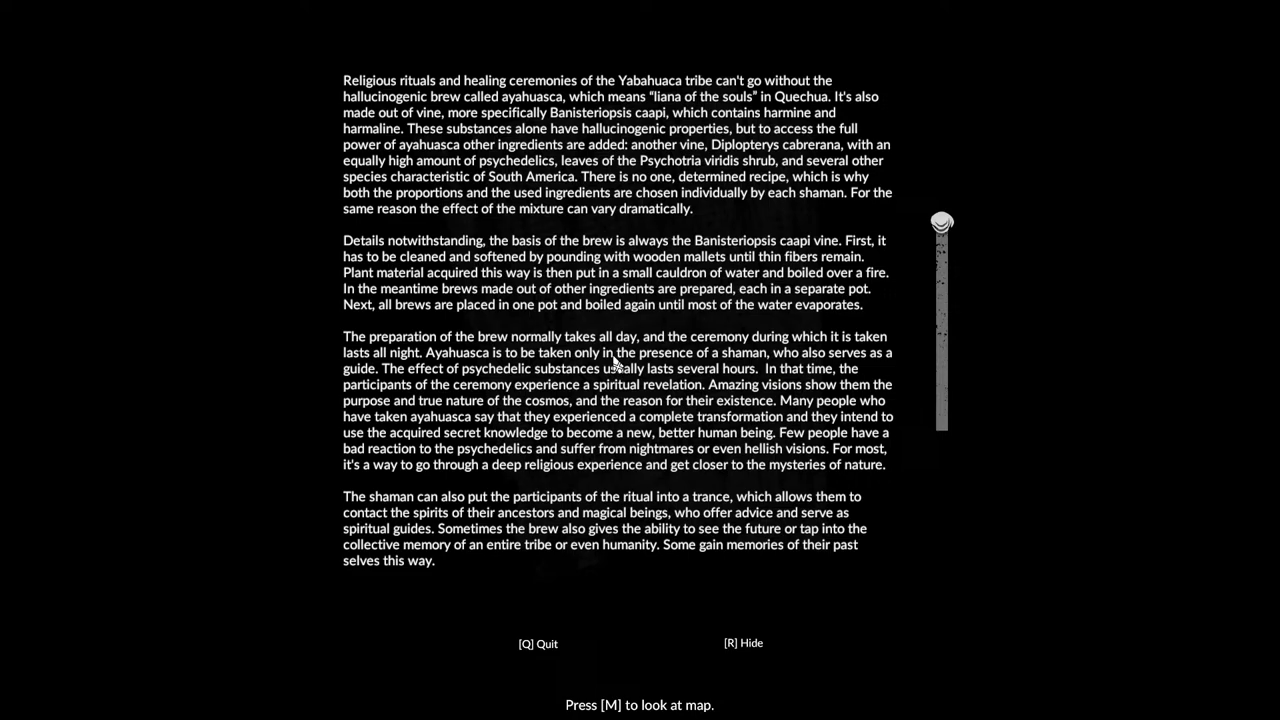 Religious rituals and healing ceremonies of the Yabahuaca tribe can't go without the
hallucinogenic brew called ayahuasca, which means “liana of the souls” in Quechua. It's also
made out of vine, more specifically Banisteriopsis caapi, which contains harmine and
harmaline. These substances alone have hallucinogenic properties, but to access the full
power of ayahuasca other ingredients are added: another vine, Diplopterys cabrerana, with an
equally high amount of psychedelics, leaves of the Psychotria viridis shrub, and several other
species characteristic of South America. There is no one, determined recipe, which is why
both the proportions and the used ingredients are chosen individually by each shaman. For the
same reason the effect of the mixture can vary dramatically.
Details notwithstanding, the basis of the brew is always the Banisteriopsis caapi vine. First, it
has to be cleaned and softened by pounding with wooden mallets until thin fibers remain.
Plant material acquired this way is then put in a small cauldron of water and boiled over a fire.
In the meantime brews made out of other ingredients are prepared, each in a separate pot.
Next, all brews are placed in one pot and boiled again until most of the water evaporates.
The preparation of the brew normally takes all day, and the ceremony during which it is taken
lasts all night. Ayahuasca is to be taken only in the presence of a shaman, who also serves as a
guide. The effect of psychedelic substances usually lasts several hours.  In that time, the
participants of the ceremony experience a spiritual revelation. Amazing visions show them the
purpose and true nature of the cosmos, and the reason for their existence. Many people who
have taken ayahuasca say that they experienced a complete transformation and they intend to
use the acquired secret knowledge to become a new, better human being. Few people have a
bad reaction to the psychedelics and suffer from nightmares or even hellish visions. For most,
it's a way to go through a deep religious experience and get closer to the mysteries of nature.
The shaman can also put the participants of the ritual into a trance, which allows them to
contact the spirits of their ancestors and magical beings, who offer advice and serve as
spiritual guides. Sometimes the brew also gives the ability to see the future or tap into the
collective memory of an entire tribe or even humanity. Some gain memories of their past
selves this way.
[Q] Quit
[R] Hide
Press [M] to look at map.